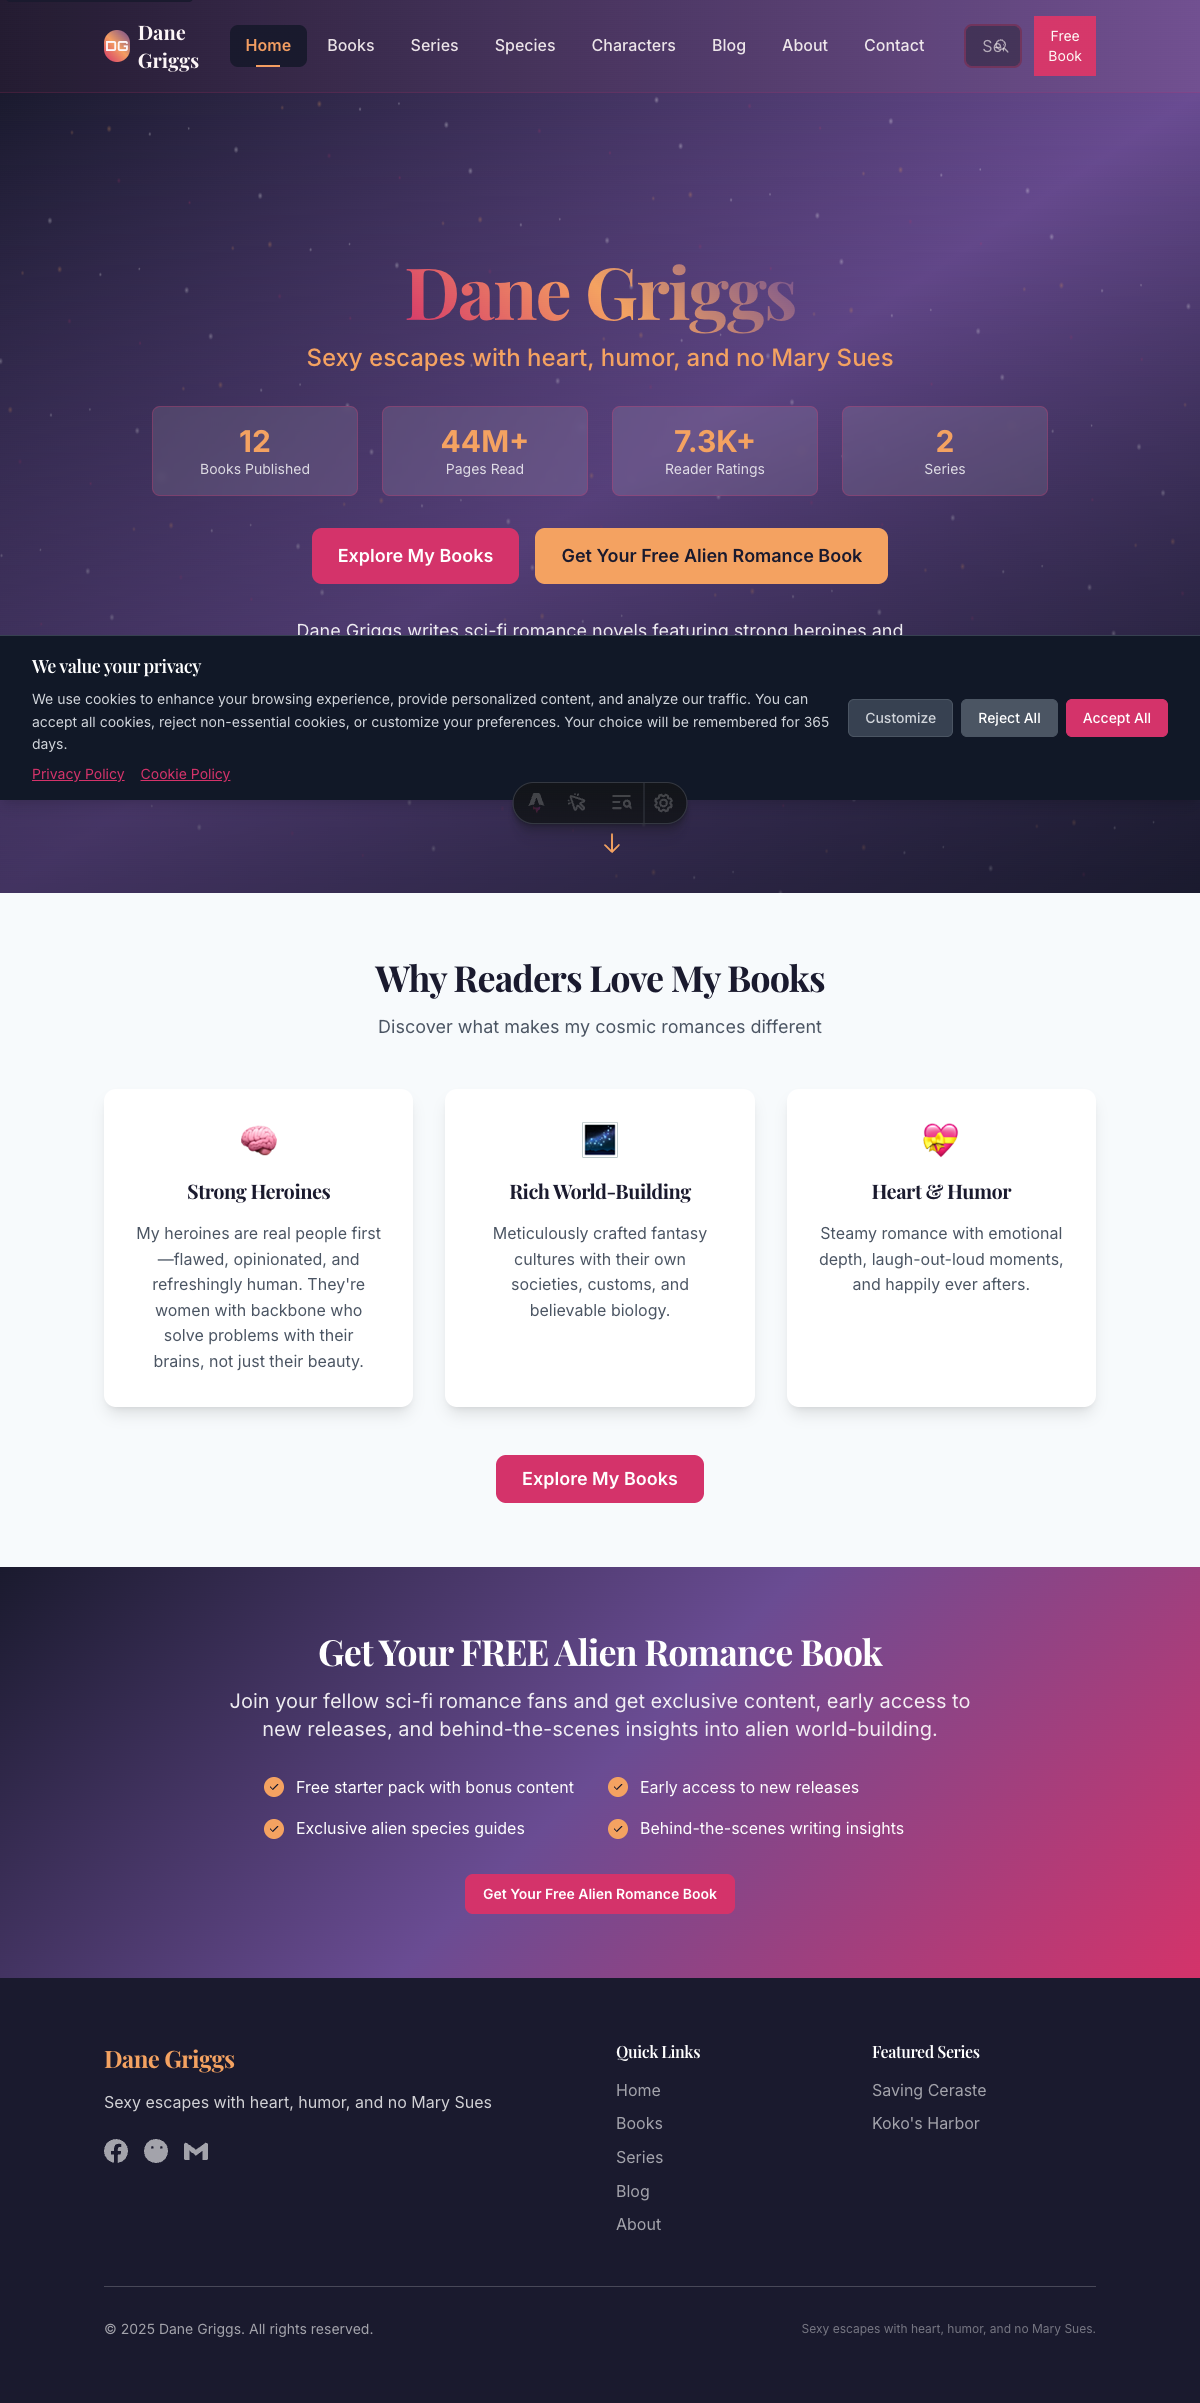 DG
Dane
Griggs
Home
Books
Series
Species
Characters
Blog
About
Contact
Free
Book
Dane Griggs
Sexy escapes with heart, humor, and no Mary Sues
12
Books Published
44M+
Pages Read
7.3K+
Reader Ratings
2
Series
Explore My Books
Get Your Free Alien Romance Book
Dane Griggs writes sci-fi romance novels featuring strong heroines and
We value your privacy
We use cookies to enhance your browsing experience, provide personalized content, and analyze our traffic. You can
accept all cookies, reject non-essential cookies, or customize your preferences. Your choice will be remembered for 365
days.
Privacy Policy
Cookie Policy
Customize
Reject All
Accept All
Why Readers Love My Books
Discover what makes my cosmic romances different
Strong Heroines
My heroines are real people first
—flawed, opinionated, and
refreshingly human. They're
women with backbone who
solve problems with their
brains, not just their beauty.
Rich World-Building
Meticulously crafted fantasy
cultures with their own
societies, customs, and
believable biology.
Heart & Humor
Steamy romance with emotional
depth, laugh-out-loud moments,
and happily ever afters.
Explore My Books
Get Your FREE Alien Romance Book
Join your fellow sci-fi romance fans and get exclusive content, early access to
new releases, and behind-the-scenes insights into alien world-building.
Free starter pack with bonus content
Early access to new releases
Exclusive alien species guides
Behind-the-scenes writing insights
Get Your Free Alien Romance Book
Dane Griggs
Sexy escapes with heart, humor, and no Mary Sues
Quick Links
Home
Books
Series
Blog
About
Featured Series
Saving Ceraste
Koko's Harbor
© 2025 Dane Griggs. All rights reserved.
Sexy escapes with heart, humor, and no Mary Sues.